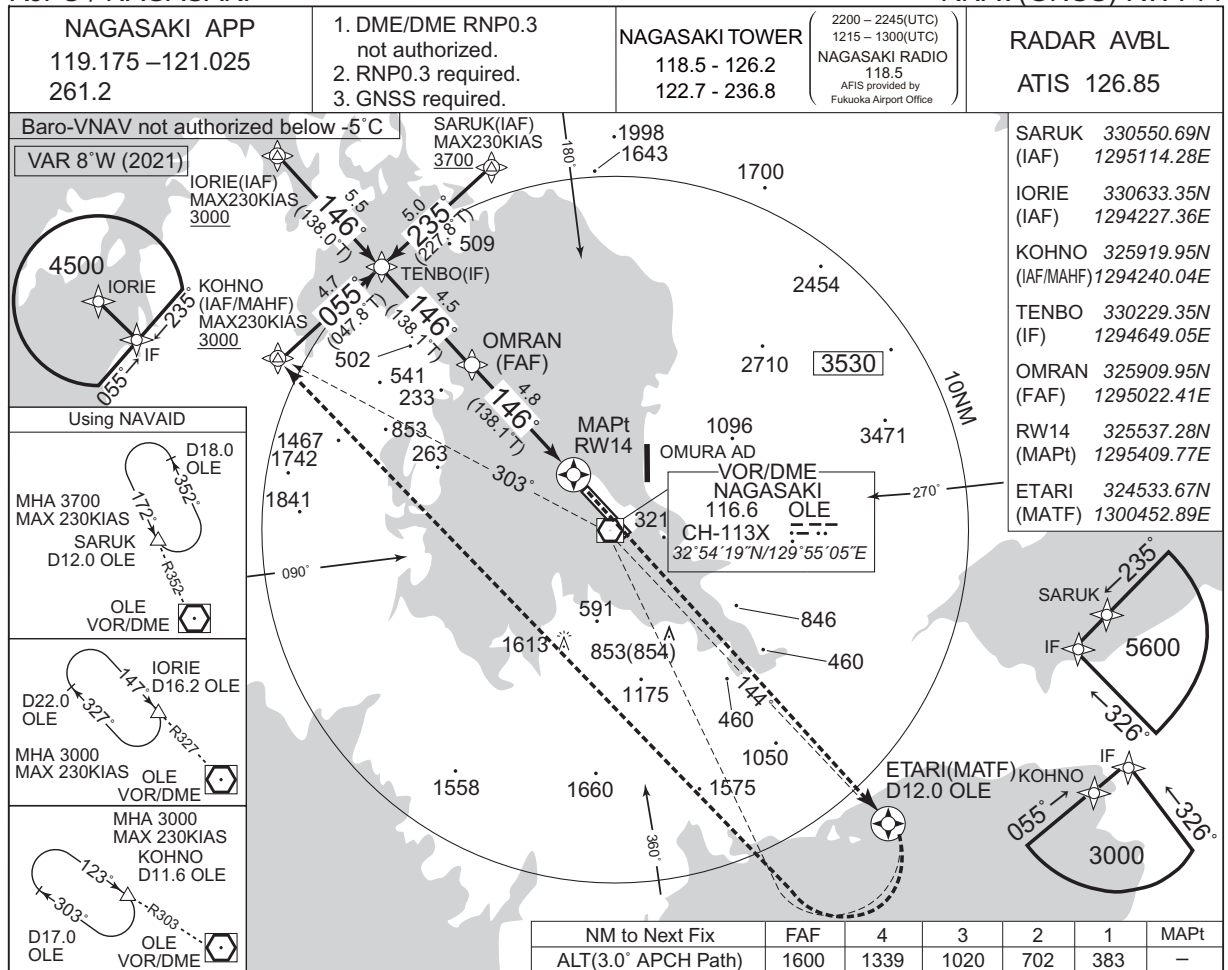 NAGASAKI APP
119.175 –121.025
261.2
1. DME/DME RNP0.3
not authorized.
2. RNP0.3 required.
3. GNSS required.
NAGASAKI TOWER
118.5 - 126.2
122.7 - 236.8
2200 – 2245(UTC)
1215 – 1300(UTC)
NAGASAKI RADIO
118.5
AFIS provided by
Fukuoka Airport Office
RADAR AVBL
ATIS 126.85
Baro-VNAV not authorized below -5˚C
VAR 8˚W (2021)
IORIE(IAF)
MAX230KIAS
3000
SARUK(IAF)
MAX230KIAS
3700
5.5
146˚
(138.0˚T)
5.0
235˚
(227.8˚T)
509
TENBO(IF)
180˚
1998
1643
1700
2454
4500
IORIE
IF
235˚
055˚
KOHNO
(IAF/MAHF)
MAX230KIAS
3000
4.7
055˚
(047.8˚T)
4.5
146˚
(138.1˚T)
OMRAN
(FAF)
4.8
146˚
(138.1˚T)
502
541
233
853
263
1467
1742
1841
303˚
MAPt
RW14
2710
3530
10NM
1096
3471
OMURA AD
VOR/DME
NAGASAKI
116.6 OLE
CH-113X
32˚54´19˝N/129˚55´05˝E
321
270˚
090˚
591
1613
853(854)
1175
846
460
460
144˚
1050
1575
1558
1660
360˚
ETARI(MATF)
D12.0 OLE
SARUK 330550.69N
(IAF) 1295114.28E
IORIE 330633.35N
(IAF) 1294227.36E
KOHNO 325919.95N
(IAF/MAHF) 1294240.04E
TENBO 330229.35N
(IF) 1294649.05E
OMRAN 325909.95N
(FAF) 1295022.41E
RW14 325537.28N
(MAPt) 1295409.77E
ETARI 324533.67N
(MATF) 1300452.89E
235˚
SARUK
IF
5600
326˚
IF
KOHNO
055˚
326˚
3000
Using NAVAID
D18.0
OLE
352˚
172˚
MHA 3700
MAX 230KIAS
SARUK
D12.0 OLE
R352
OLE
VOR/DME
IORIE
D16.2 OLE
147˚
327˚
D22.0
OLE
R327
MHA 3000
MAX 230KIAS
OLE
VOR/DME
MHA 3000
MAX 230KIAS
KOHNO
D11.6 OLE
123˚
303˚
R303
D17.0
OLE
OLE
VOR/DME
NM to Next Fix FAF 4 3 2 1 MAPt
ALT(3.0˚ APCH Path) 1600 1339 1020 702 383 –